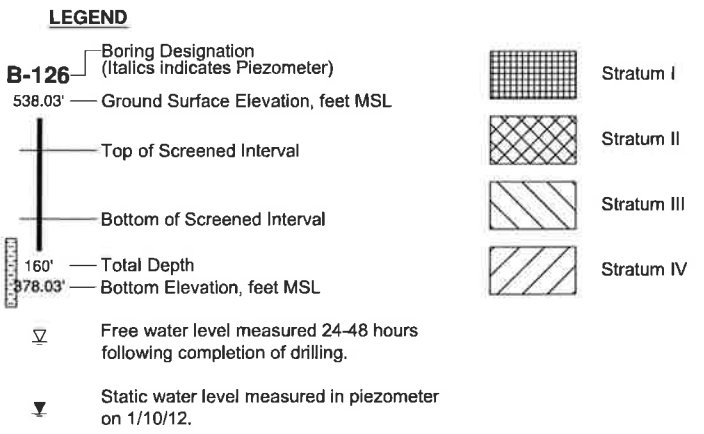 LEGEND
Boring Designation
(Italics indicates Piezometer)
B-126
538.03' Ground Surface Elevation, feet MSL
Top of Screened Interval
Bottom of Screened Interval
160' Total Depth
378.03' Bottom Elevation, feet MSL
Free water level measured 24-48 hours
following completion of drilling.
Static water level measured in piezometer
on 1/10/12.
Stratum I
Stratum II
Stratum III
Stratum IV